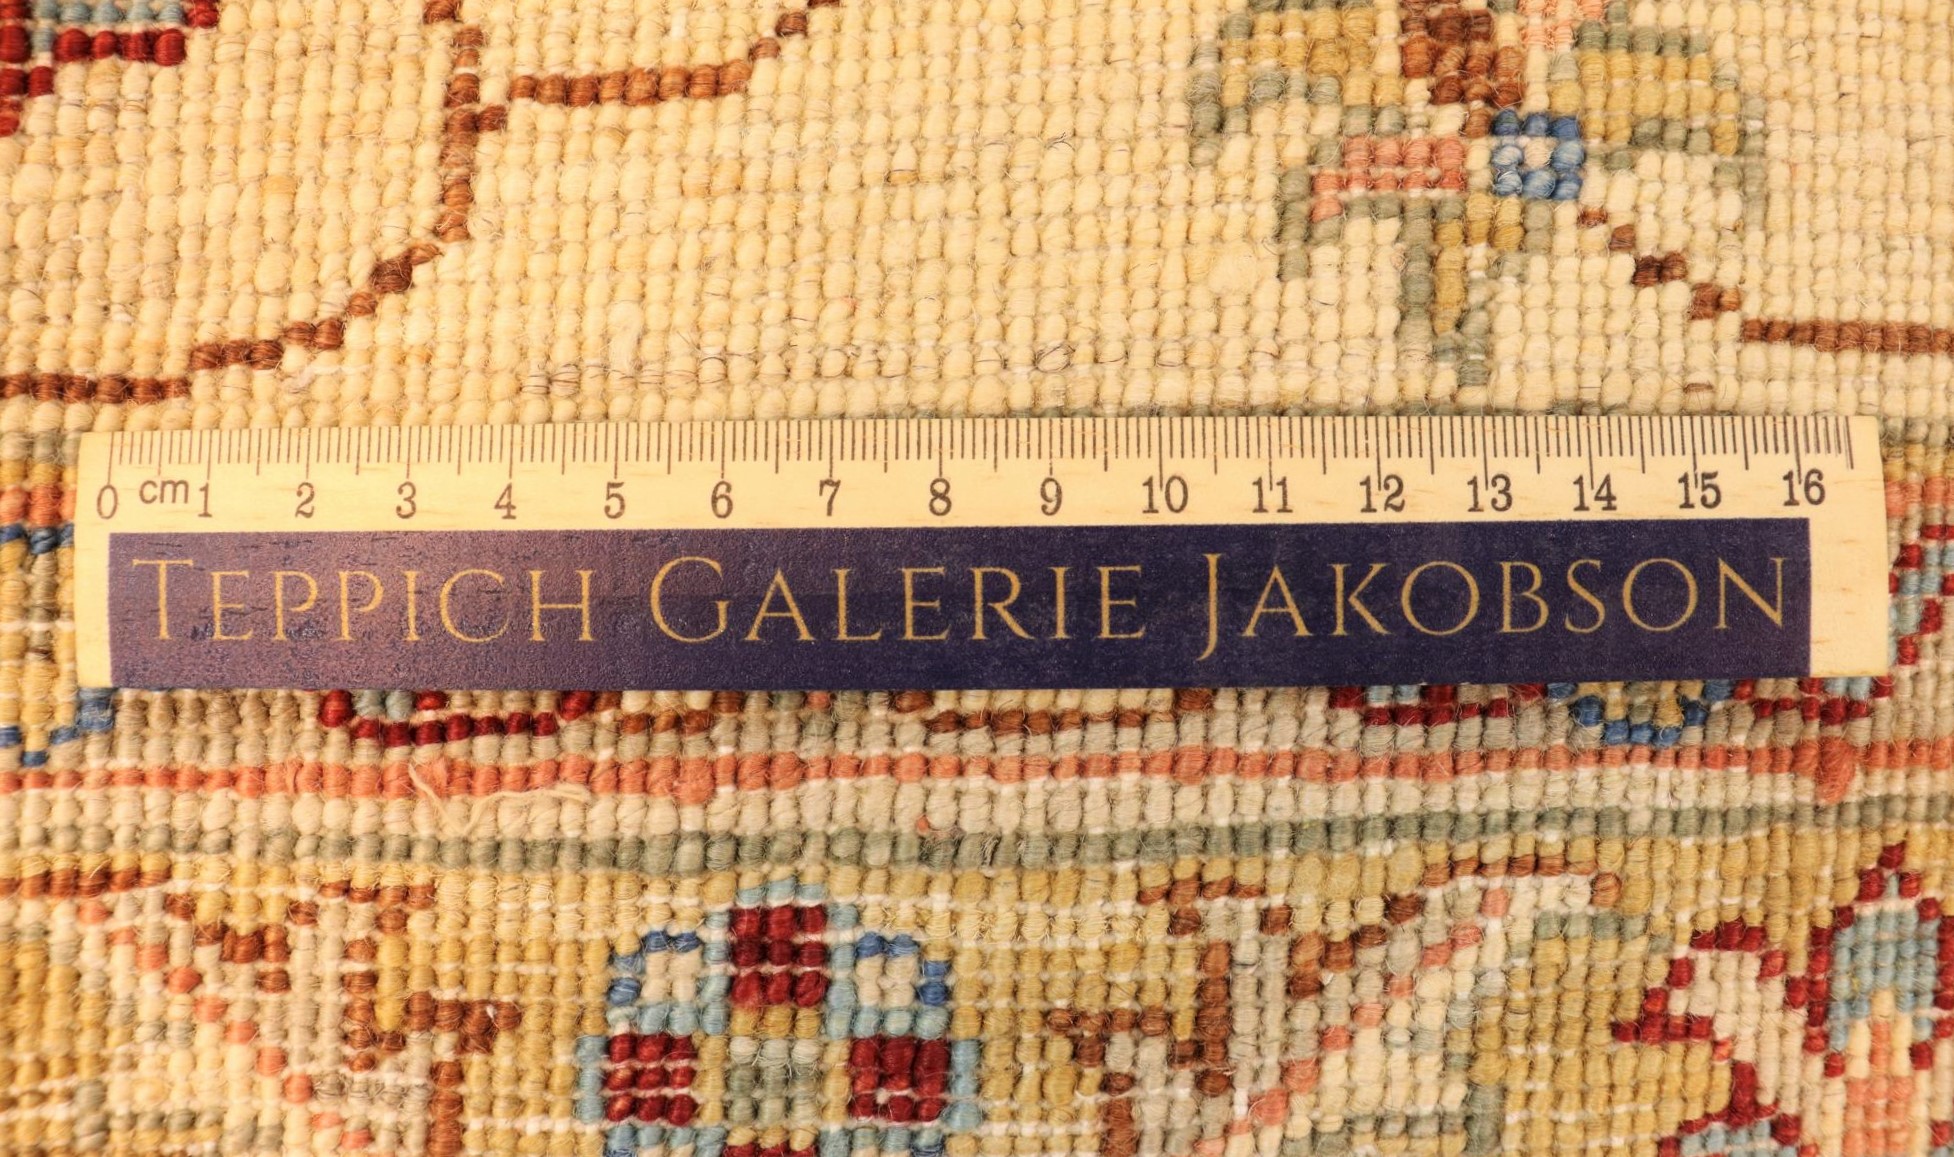 0 cm 1 2 3 4 5 6 7 8 9 10 11 12 13 14 15 16
TEPPICH GALERIE JAKOBSON